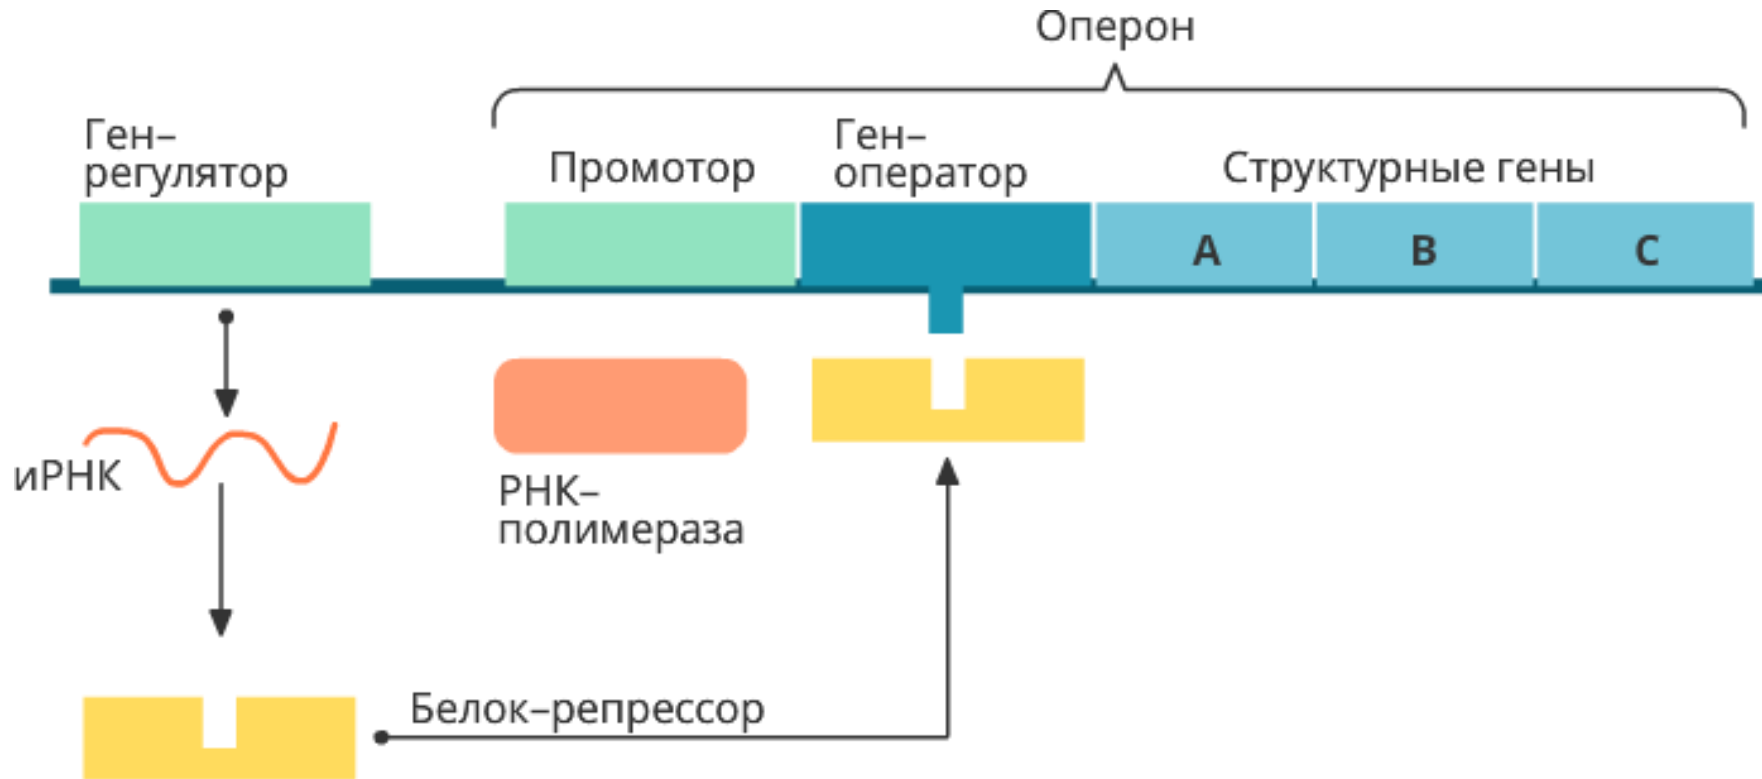 Оперон
Ген–
регулятор
Промотор
Ген–
оператор
Структурные гены
A
B
C
иРНК
РНК–
полимераза
Белок–репрессор